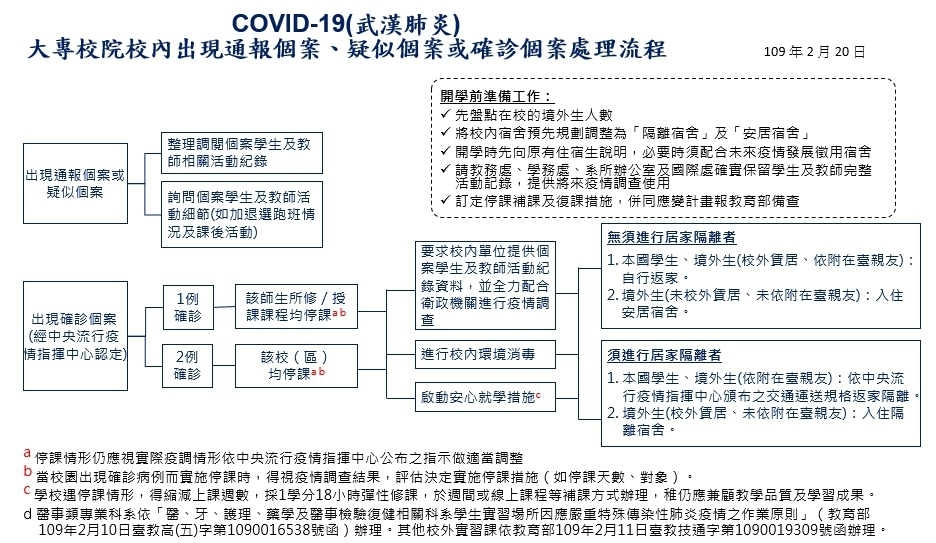 COVID-19(武漢肺炎)
大專校院校內出現通報個案、疑似個案或確診個案處理流程
109 年 2 月 20 日
開學前準備工作：
✓ 先盤點在校的境外生人數
✓ 將校內宿舍預先規劃調整為「隔離宿舍」及「安居宿舍」
✓ 開學時先向原有住宿生說明，必要時須配合未來疫情發展徵用宿舍
✓ 請教務處、學務處、系所辦公室及國際處確實保留學生及教師完整
活動記錄，提供將來疫情調查使用
✓ 訂定停課補課及復課措施，併同應變計畫報教育部備查
出現通報個案或
疑似個案
整理調閱個案學生及教
師相關活動紀錄
詢問個案學生及教師活
動細節(如加退選跑班情
況及課後活動)
出現確診個案
(經中央流行疫
情指揮中心認定)
1例
確診
該師生所修／授
課課程均停課a b
2例
確診
該校（區）
均停課a b
要求校內單位提供個
案學生及教師活動紀
錄資料，並全力配合
衛政機關進行疫情調
查
進行校內環境消毒
啟動安心就學措施c
無須進行居家隔離者
1. 本國學生、境外生(校外賃居、依附在臺親友)：
自行返家。
2. 境外生(未校外賃居、未依附在臺親友)：入住
安居宿舍。
須進行居家隔離者
1. 本國學生、境外生(依附在臺親友)：依中央流
行疫情指揮中心頒布之交通運送規格返家隔離。
2. 境外生(校外賃居、未依附在臺親友)：入住隔
離宿舍。
a 停課情形仍應視實際疫調情形依中央流行疫情指揮中心公布之指示做適當調整
b 當校園出現確診病例而實施停課時，得視疫情調查結果，評估決定實施停課措施（如停課天數、對象）。
c 學校遇停課情形，得縮減上課週數，採1學分18小時彈性修課，於週間或線上課程等補課方式辦理，稚仍應兼顧教學品質及學習成果。
d 醫事類專業科系依「醫、牙、護理、藥學及醫事檢驗復健相關科系學生實習場所因應嚴重特殊傳染性肺炎疫情之作業原則」（教育部
109年2月10日臺教高(五)字第1090016538號函）辦理。其他校外實習課依教育部109年2月11日臺教技通字第1090019309號函辦理。